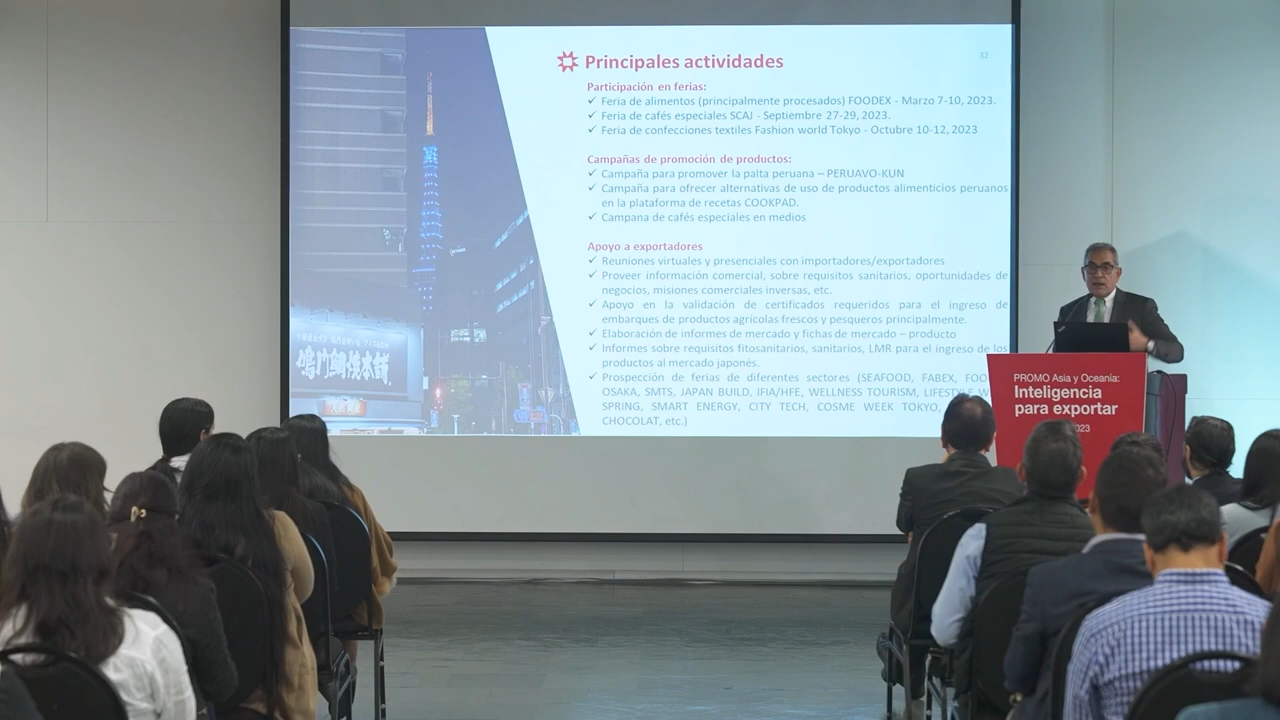 Principales actividades
32
Participación en ferias:
✓ Feria de alimentos (principalmente procesados) FOODEX - Marzo 7-10, 2023.
✓ Feria de cafés especiales SCAJ - Septiembre 27-29, 2023.
✓ Feria de confecciones textiles Fashion world Tokyo - Octubre 10-12, 2023
Campañas de promoción de productos:
✓ Campaña para promover la palta peruana – PERUAVO-KUN
✓ Campaña para ofrecer alternativas de uso de productos alimenticios peruanos
en la plataforma de recetas COOKPAD.
✓ Campana de cafés especiales en medios
Apoyo a exportadores
✓ Reuniones virtuales y presenciales con importadores/exportadores
✓ Proveer información comercial, sobre requisitos sanitarios, oportunidades de
negocios, misiones comerciales inversas, etc.
✓ Apoyo en la validación de certificados requeridos para el ingreso de
embarques de productos agricolas frescos y pesqueros principalmente.
✓ Elaboración de informes de mercado y fichas de mercado – producto
✓ Informes sobre requisitos fitosanitarios, sanitarios, LMR para el ingreso de los
productos al mercado japonés.
✓ Prospección de ferias de diferentes sectores (SEAFOOD, FABEX, FOO
OSAKA, SMTS, JAPAN BUILD, IFIA/HFE, WELLNESS TOURISM, LIFESTYLE W
SPRING, SMART ENERGY, CITY TECH, COSME WEEK TOKYO,
CHOCOLAT, etc.)
鳴門鯛焼本舗
PROMO Asia y Oceanía:
Inteligencia
para exportar
2023